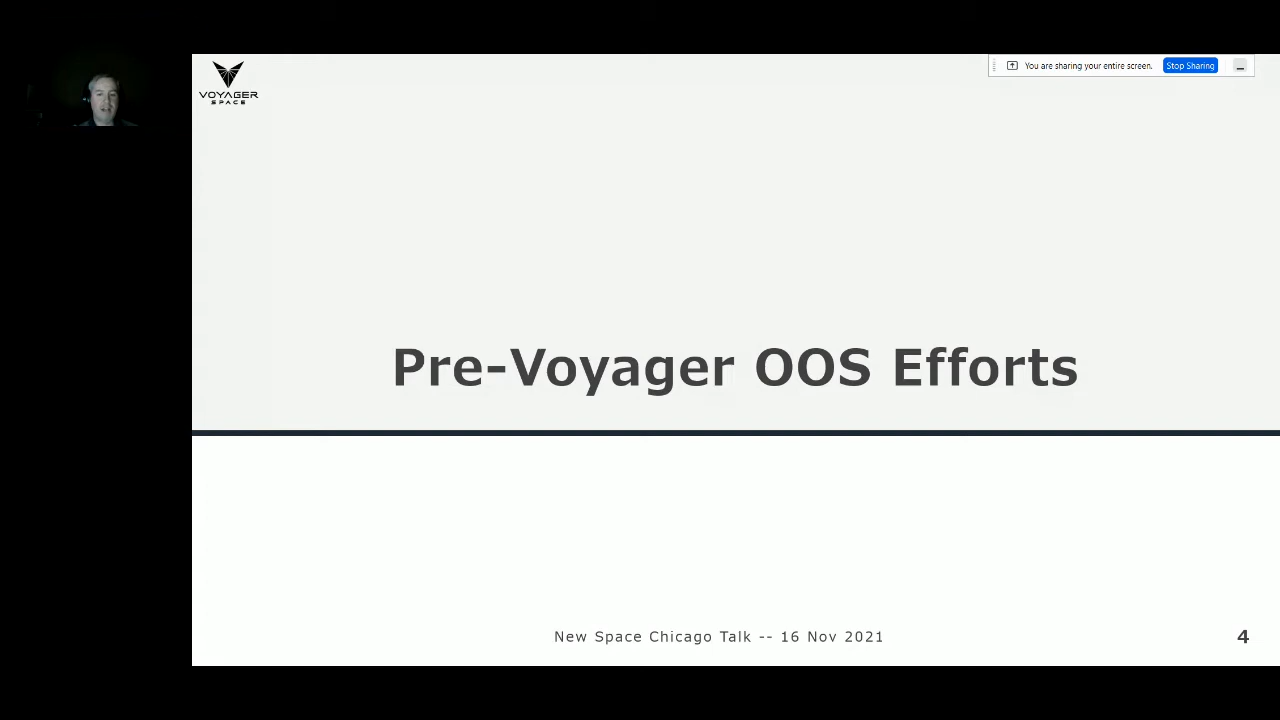 VOYAGER
SPACE
You are sharing your entire screen.
Stop Sharing
Pre-Voyager OOS Efforts
New Space Chicago Talk -- 16 Nov 2021
4